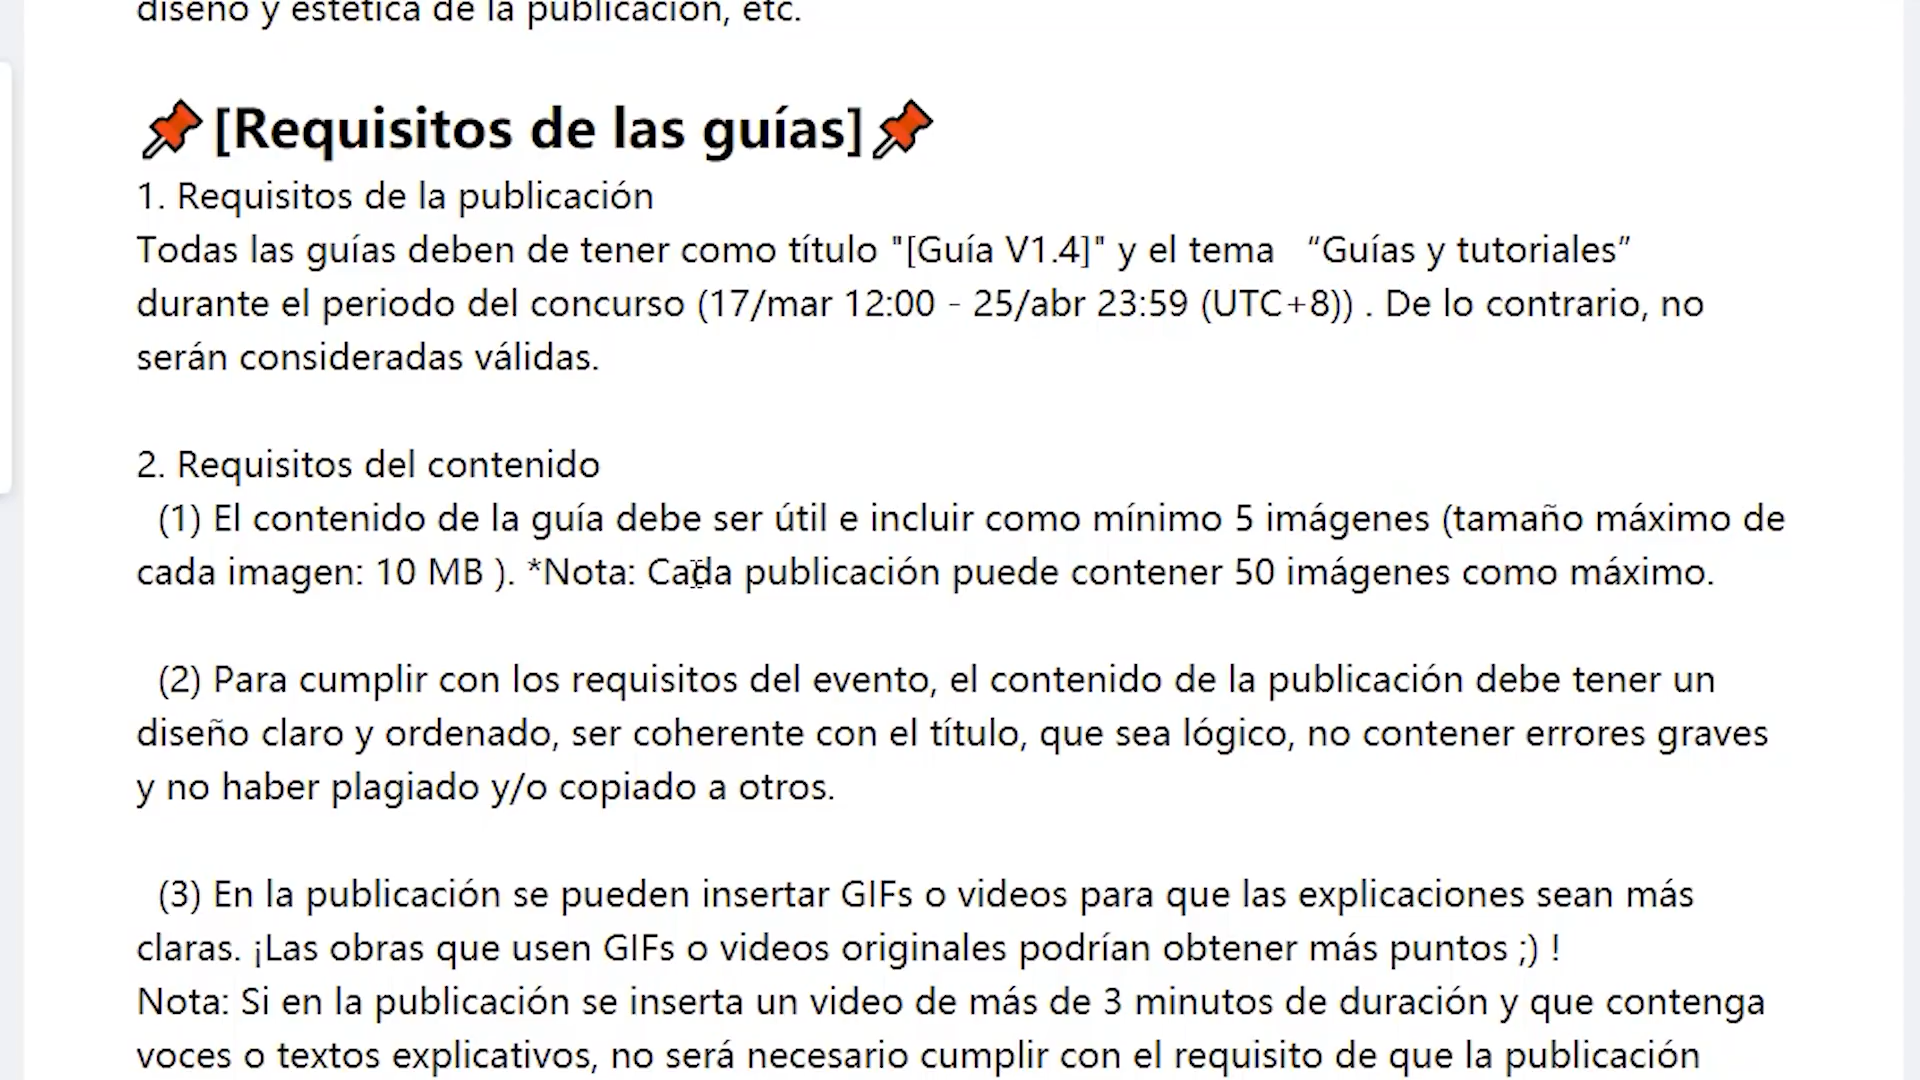 diseño y estética de la publicación, etc.
📌[Requisitos de las guías]📌
1. Requisitos de la publicación
Todas las guías deben de tener como título "[Guía V1.4]" y el tema “Guías y tutoriales”
durante el periodo del concurso (17/mar 12:00 - 25/abr 23:59 (UTC+8)) . De lo contrario, no
serán consideradas válidas.
2. Requisitos del contenido
(1) El contenido de la guía debe ser útil e incluir como mínimo 5 imágenes (tamaño máximo de
cada imagen: 10 MB ). *Nota: Cada publicación puede contener 50 imágenes como máximo.
(2) Para cumplir con los requisitos del evento, el contenido de la publicación debe tener un
diseño claro y ordenado, ser coherente con el título, que sea lógico, no contener errores graves
y no haber plagiado y/o copiado a otros.
(3) En la publicación se pueden insertar GIFs o videos para que las explicaciones sean más
claras. ¡Las obras que usen GIFs o videos originales podrían obtener más puntos ;) !
Nota: Si en la publicación se inserta un video de más de 3 minutos de duración y que contenga
voces o textos explicativos, no será necesario cumplir con el requisito de que la publicación